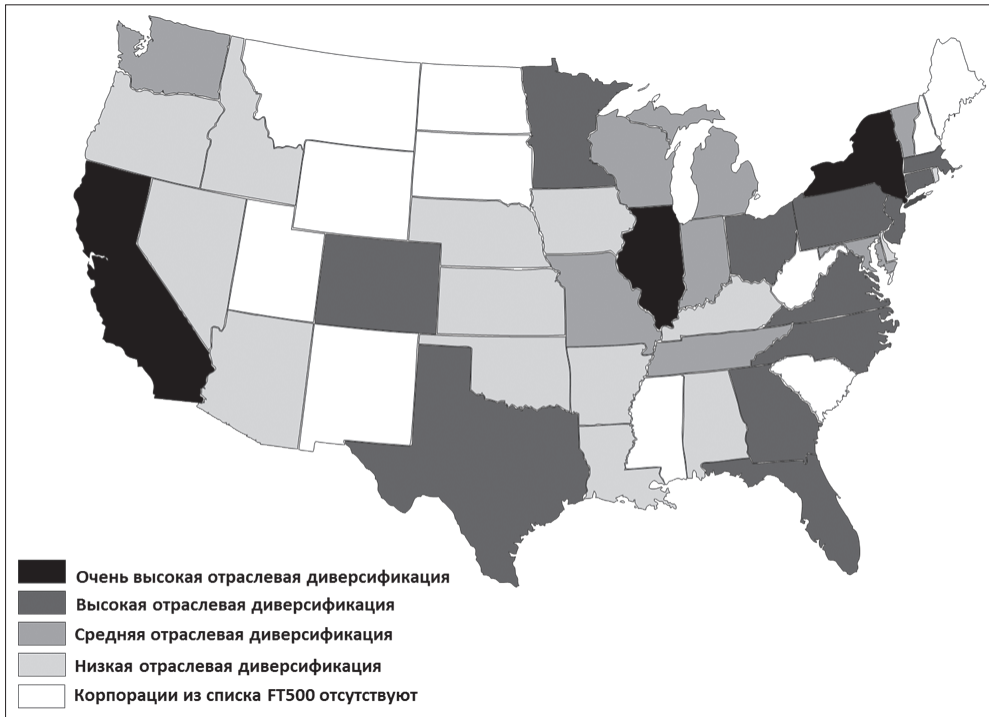 Очень высокая отраслевая диверсификация
Высокая отраслевая диверсификация
Средняя отраслевая диверсификация
Низкая отраслевая диверсификация
Корпорации из списка FT500 отсутствуют